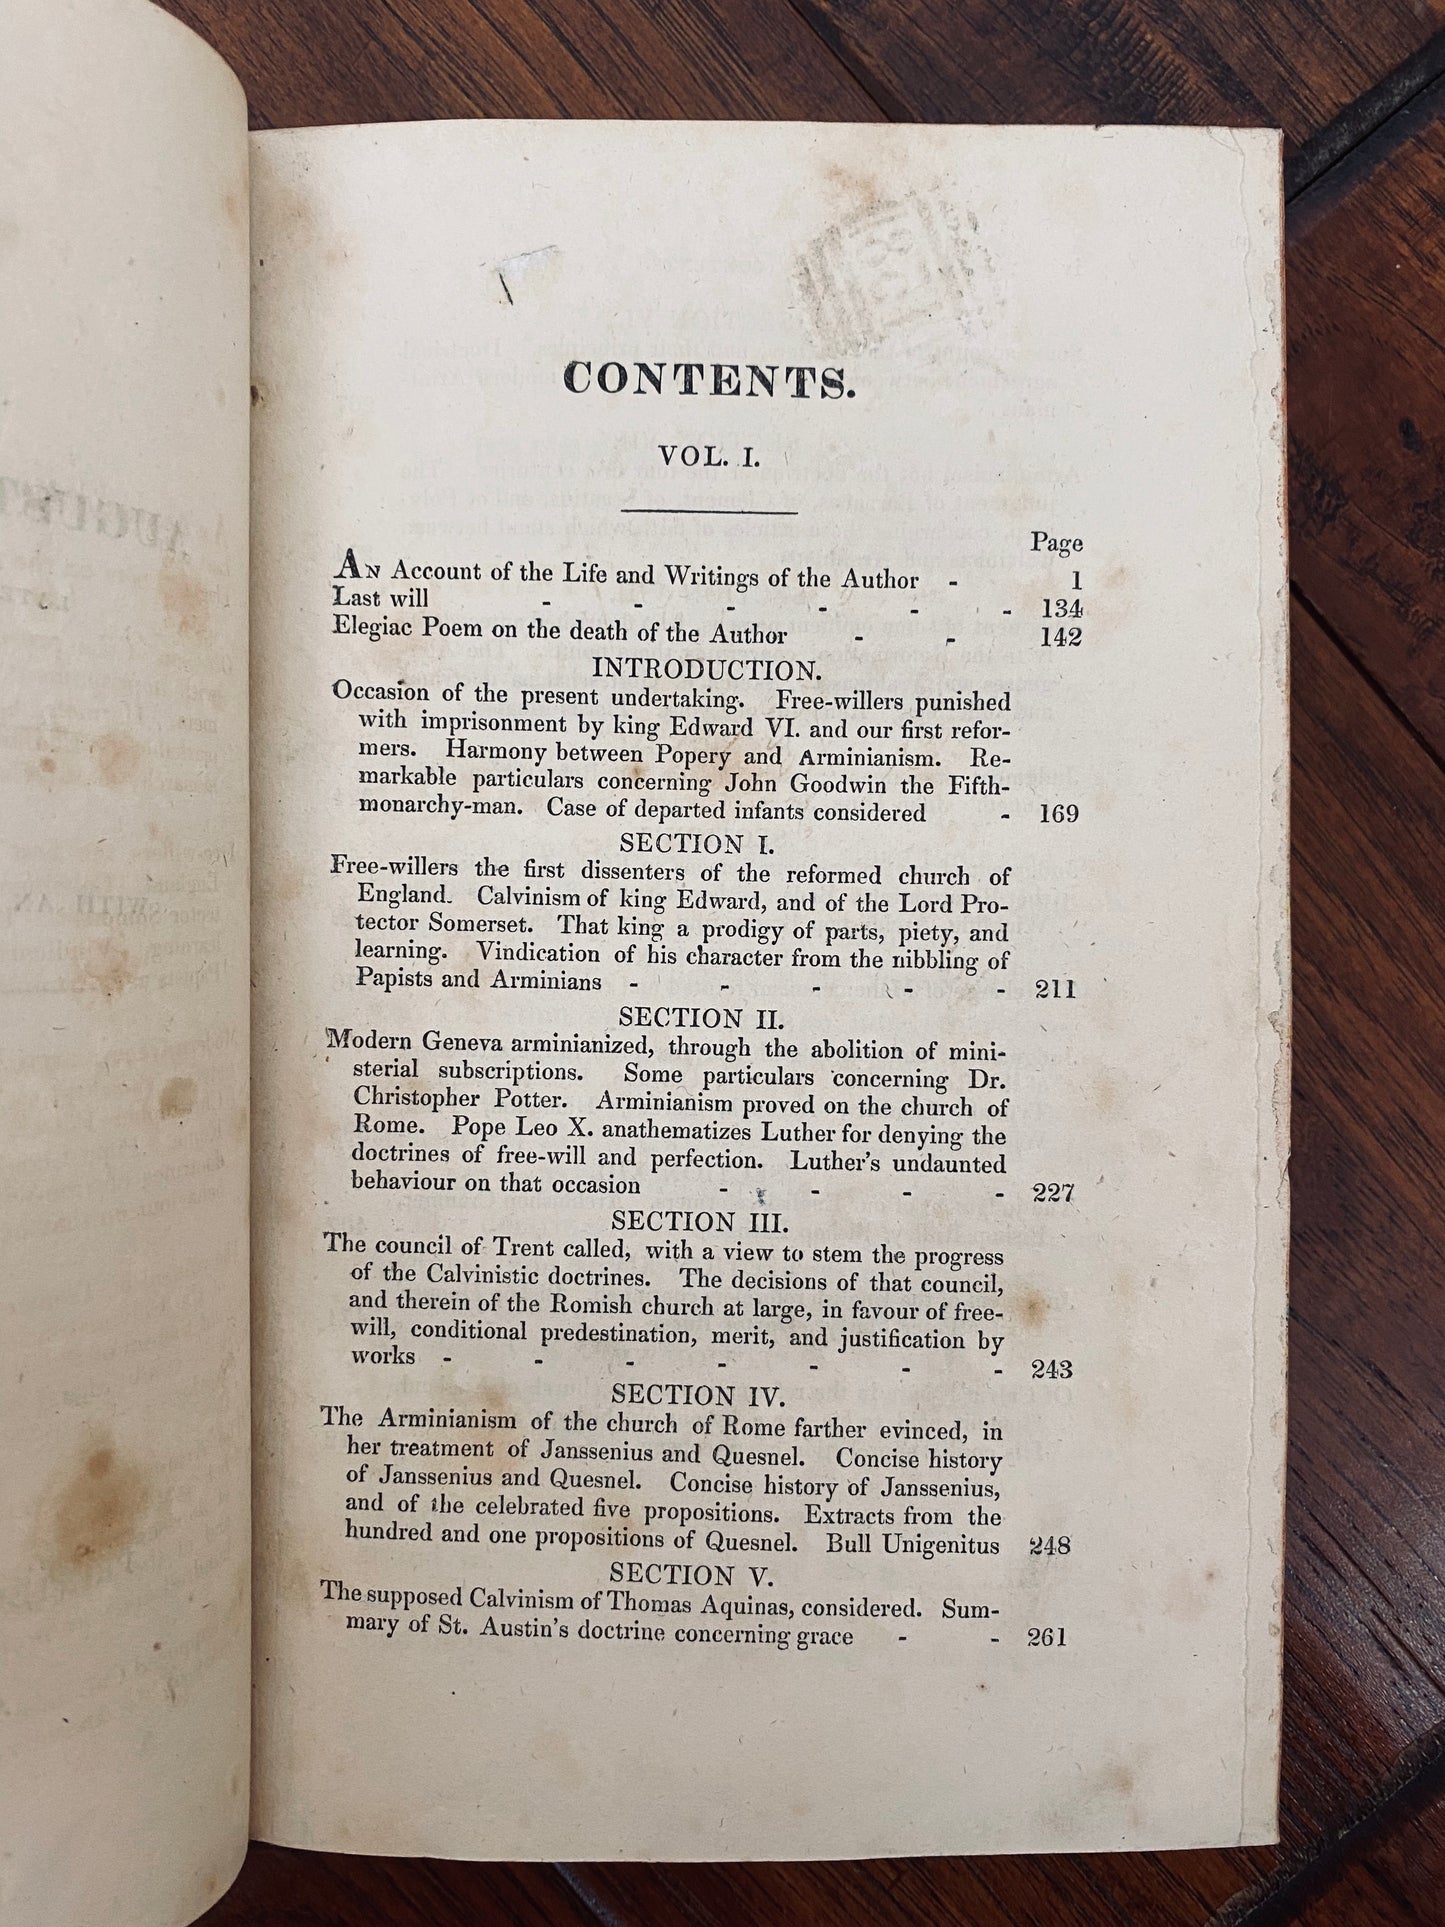 CONTENTS.
VOL. I.
Page
An Account of the Life and Writings of the Author - 1
Last will - - - - - - 134
Elegiac Poem on the death of the Author - - 142
INTRODUCTION.
Occasion of the present undertaking. Free-willers punished
with imprisonment by king Edward VI. and our first refor-
mers. Harmony between Popery and Arminianism. Re-
markable particulars concerning John Goodwin the Fifth-
monarchy-man. Case of departed infants considered - 169
SECTION I.
Free-willers the first dissenters of the reformed church of
England. Calvinism of king Edward, and of the Lord Pro-
tector Somerset. That king a prodigy of parts, piety, and
learning. Vindication of his character from the nibbling of
Papists and Arminians - - - - - 211
SECTION II.
Modern Geneva arminianized, through the abolition of mini-
sterial subscriptions. Some particulars concerning Dr.
Christopher Potter. Arminianism proved on the church of
Rome. Pope Leo X. anathematizes Luther for denying the
doctrines of free-will and perfection. Luther's undaunted
behaviour on that occasion - - - - 227
SECTION III.
The council of Trent called, with a view to stem the progress
of the Calvinistic doctrines. The decisions of that council,
and therein of the Romish church at large, in favour of free-
will, conditional predestination, merit, and justification by
works - - - - - - - 243
SECTION IV.
The Arminianism of the church of Rome farther evinced, in
her treatment of Janssenius and Quesnel. Concise history
of Janssenius and Quesnel. Concise history of Janssenius,
and of the celebrated five propositions. Extracts from the
hundred and one propositions of Quesnel. Bull Unigenitus 248
SECTION V.
The supposed Calvinism of Thomas Aquinas, considered. Sum-
mary of St. Austin's doctrine concerning grace - - 261